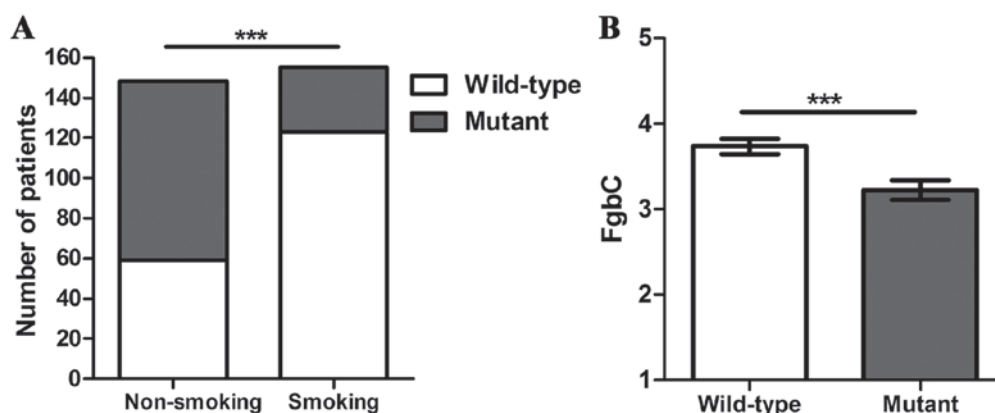 A
***
Number of patients
160
140
120
100
80
60
40
20
0
Non-smoking Smoking
Wild-type
Mutant
B
***
FgbC
5
4
3
2
1
Wild-type Mutant